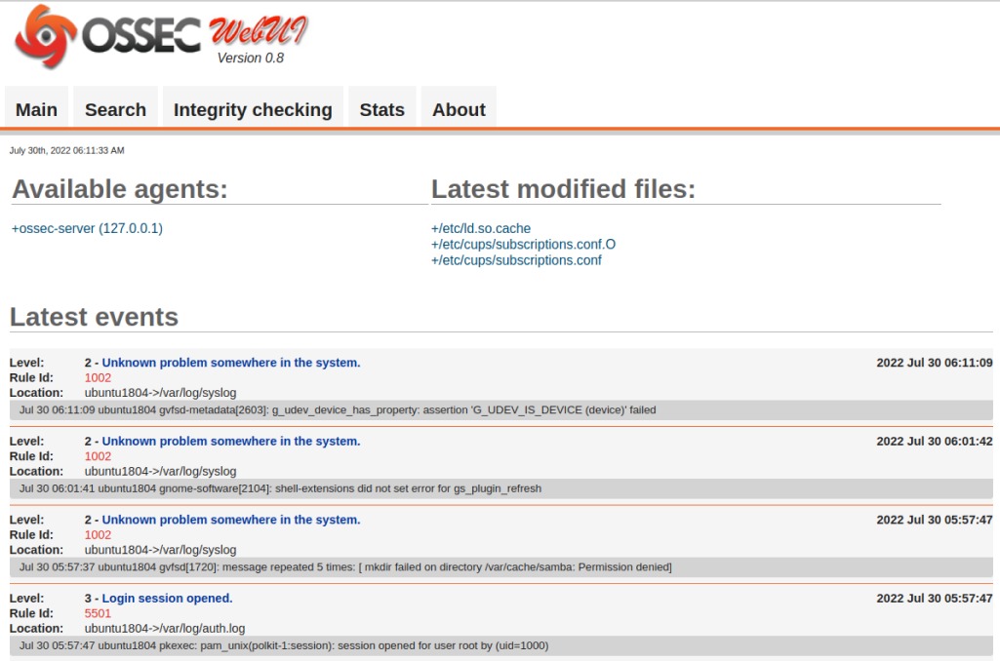 OSSEC WebUI
Version 0.8
Main Search Integrity checking Stats About
July 30th, 2022 06:11:33 AM
Available agents:
+ossec-server (127.0.0.1)
Latest modified files:
+/etc/ld.so.cache
+/etc/cups/subscriptions.conf.O
+/etc/cups/subscriptions.conf
Latest events
Level: 2 - Unknown problem somewhere in the system. 2022 Jul 30 06:11:09
Rule Id: 1002
Location: ubuntu1804->/var/log/syslog
Jul 30 06:11:09 ubuntu1804 gvfsd-metadata[2603]: g_udev_device_has_property: assertion 'G_UDEV_IS_DEVICE (device)' failed
Level: 2 - Unknown problem somewhere in the system. 2022 Jul 30 06:01:42
Rule Id: 1002
Location: ubuntu1804->/var/log/syslog
Jul 30 06:01:41 ubuntu1804 gnome-software[2104]: shell-extensions did not set error for gs_plugin_refresh
Level: 2 - Unknown problem somewhere in the system. 2022 Jul 30 05:57:47
Rule Id: 1002
Location: ubuntu1804->/var/log/syslog
Jul 30 05:57:37 ubuntu1804 gvfsd[1720]: message repeated 5 times: [ mkdir failed on directory /var/cache/samba: Permission denied]
Level: 3 - Login session opened. 2022 Jul 30 05:57:47
Rule Id: 5501
Location: ubuntu1804->/var/log/auth.log
Jul 30 05:57:47 ubuntu1804 pkexec: pam_unix(polkit-1:session): session opened for user root by (uid=1000)